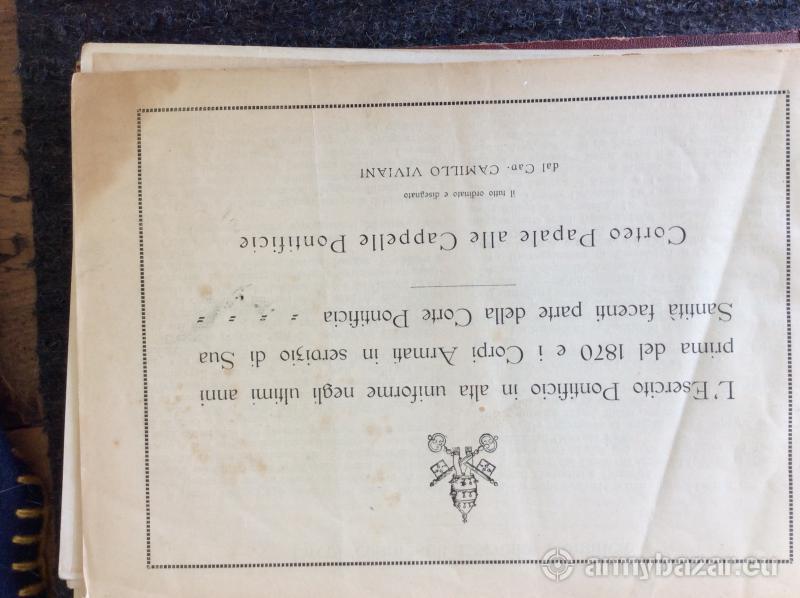 L'Esercito Pontificio in alta uniforme negli ultimi anni
prima del 1870 e i Corpi Armati in servizio di Sua
Santità facenti parte della Corte Pontificia = = = =
Corteo Papale alle Cappelle Pontificie
il tutto ordinato e disegnato
dal Cap. CAMILLO VIVIANI
armybazar.eu